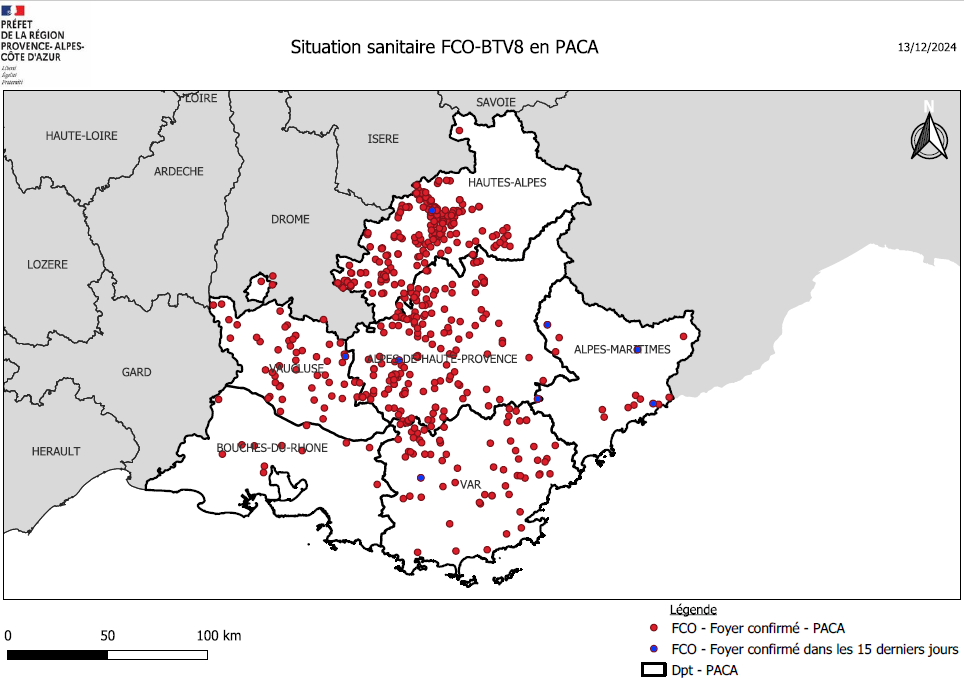 PRÉFET
DE LA RÉGION
PROVENCE- ALPES-
CÔTE D'AZUR
Liberté
Égalité
Fraternité
Situation sanitaire FCO-BTV8 en PACA
13/12/2024
LOIRE
SAVOIE
N
HAUTE-LOIRE
ISERE
ARDECHE
HAUTES-ALPES
DROME
LOZERE
ALPES-MARITIMES
ALPES-DE-HAUTE-PROVENCE
VAUCLUSE
GARD
BOUCHES-DU-RHONE
HERAULT
VAR
Légende
FCO - Foyer confirmé - PACA
FCO - Foyer confirmé dans les 15 derniers jours
Dpt - PACA
0 50 100 km